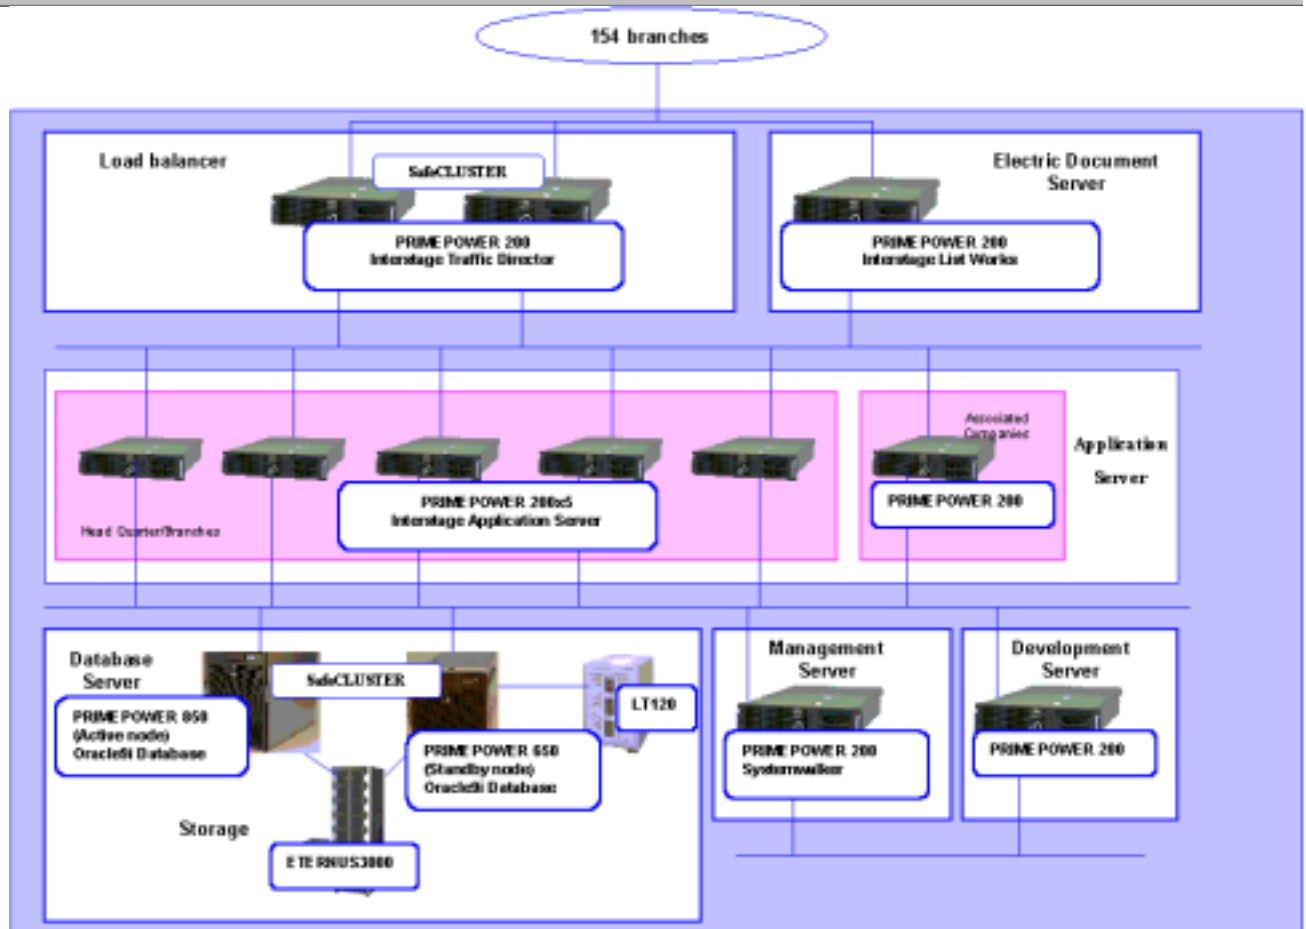 154 branches
Load balancer
SafeCLUSTER
PRIMEPOWER 200
Interstage Traffic Director
Electric Document
Server
PRIMEPOWER 200
Interstage List Works
Associated
Companies
Application
Server
PRIMEPOWER 200x5
Interstage Application Server
PRIMEPOWER 200
Head Quarter/Branches
Database
Server
SafeCLUSTER
PRIMEPOWER 850
(Active node)
Oracle9i Database
PRIMEPOWER 650
(Standby node)
Oracle9i Database
LT120
Storage
ETERNUS3000
Management
Server
PRIMEPOWER 200
Systemwalker
Development
Server
PRIMEPOWER 200